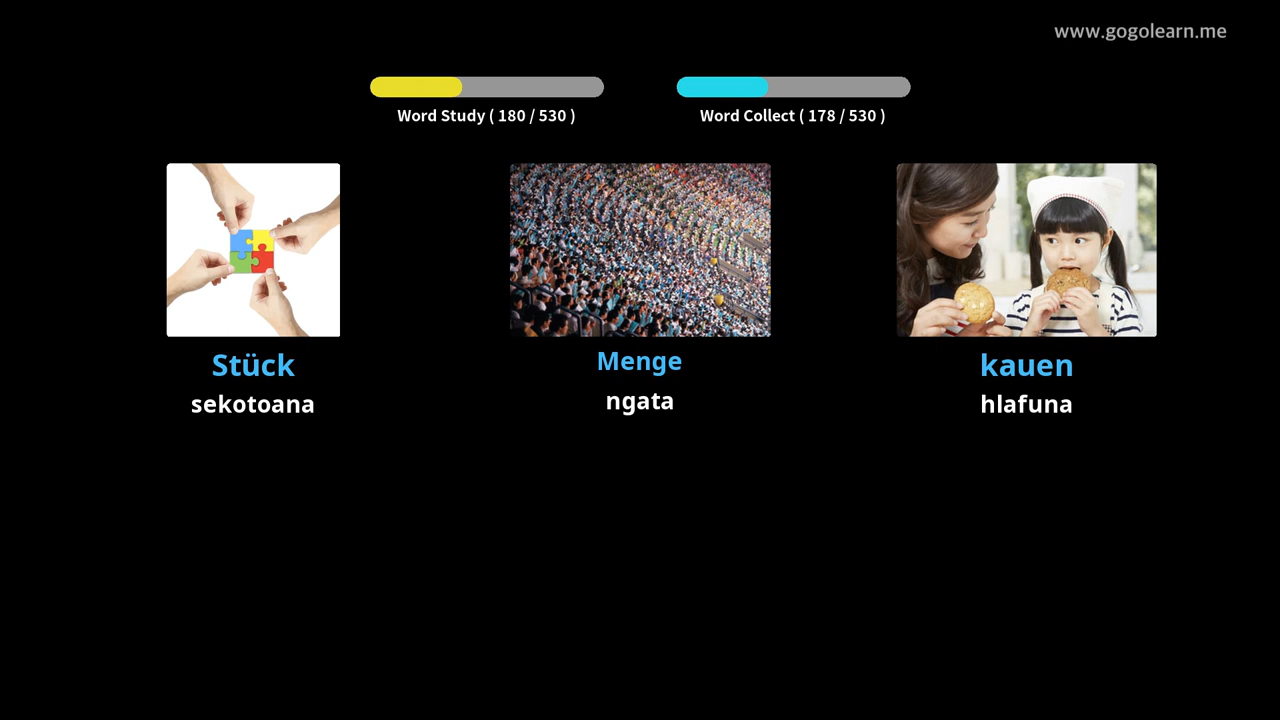 www.gogolearn.me
Word Study ( 180 / 530 )
Word Collect ( 178 / 530 )
Stück
sekotoana
Menge
ngata
kauen
hlafuna